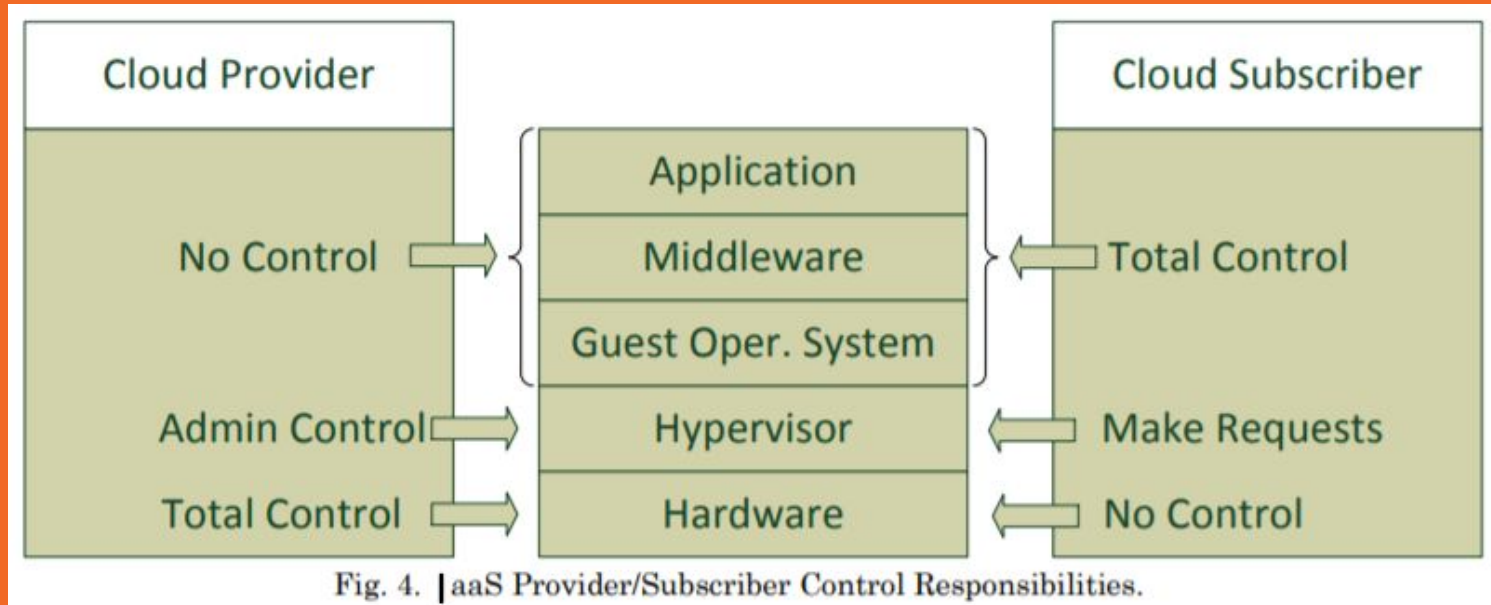 Cloud Provider
Cloud Subscriber
Application
No Control
Middleware
Total Control
Guest Oper. System
Admin Control
Hypervisor
Make Requests
Total Control
Hardware
No Control
Fig. 4. IaaS Provider/Subscriber Control Responsibilities.